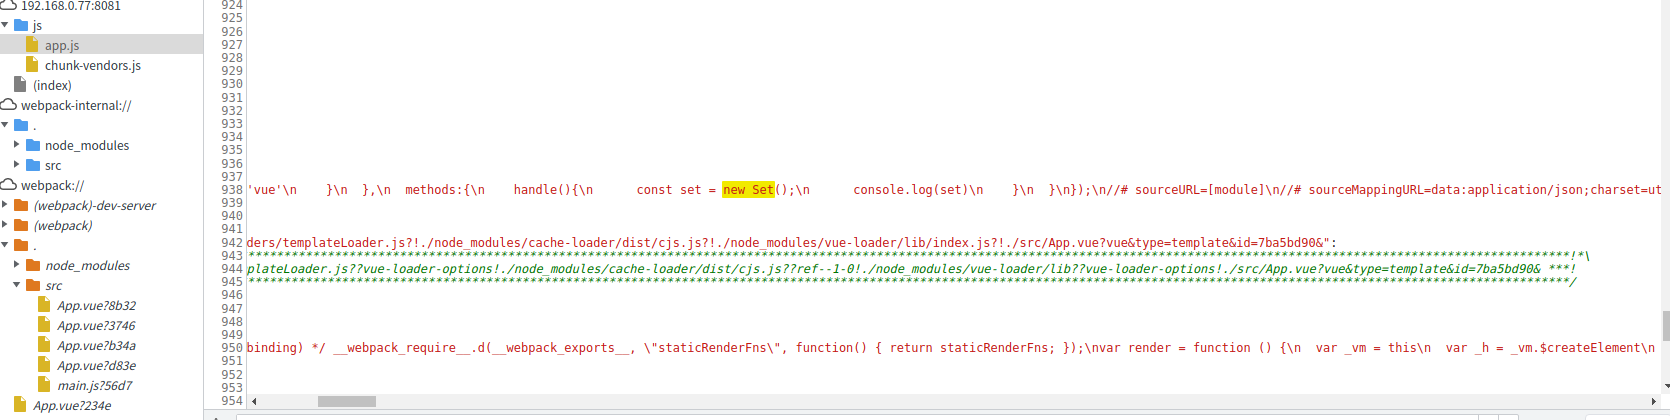 192.168.0.77:8081
js
app.js
chunk-vendors.js
(index)
webpack-internal://
.
node_modules
src
webpack://
(webpack)-dev-server
(webpack)
.
node_modules
src
App.vue?8b32
App.vue?3746
App.vue?b34a
App.vue?d83e
main.js?56d7
App.vue?234e
924
925
926
927
928
929
930
931
932
933
934
935
936
937
938 'vue'\n    }\n  },\n  methods:{\n    handle(){\n      const set = new Set();\n      console.log(set)\n    }\n  }\n});\n//# sourceURL=[module]\n//# sourceMappingURL=data:application/json;charset=ut
939
940
941
942 ders/templateLoader.js?!./node_modules/cache-loader/dist/cjs.js?!./node_modules/vue-loader/lib/index.js?!./src/App.vue?vue&type=template&id=7ba5bd90&":
943 ***!*\
944 plateLoader.js??vue-loader-options!./node_modules/cache-loader/dist/cjs.js??ref--1-0!./node_modules/vue-loader/lib??vue-loader-options!./src/App.vue?vue&type=template&id=7ba5bd90& ***!
945 ***/
946
947
948
949
950 binding) */ __webpack_require__.d(__webpack_exports__, \"staticRenderFns\", function() { return staticRenderFns; });\nvar render = function () {\n  var _vm = this\n  var _h = _vm.$createElement\n
951
952
953
954